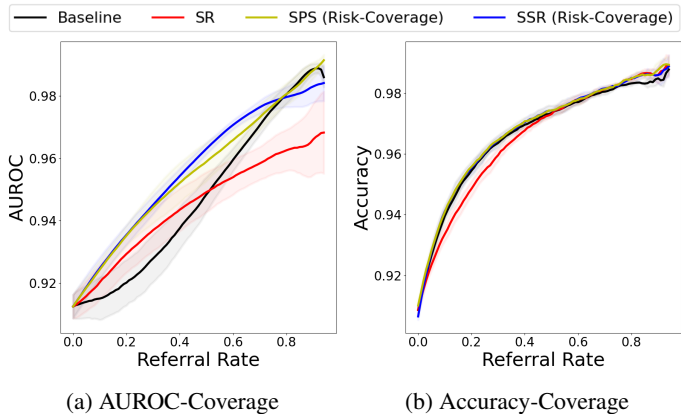 Baseline SR SPS (Risk-Coverage) SSR (Risk-Coverage)
AUROC
0.98
0.96
0.94
0.92
0.0 0.2 0.4 0.6 0.8
Referral Rate
(a) AUROC-Coverage
Accuracy
0.98
0.96
0.94
0.92
0.0 0.2 0.4 0.6 0.8
Referral Rate
(b) Accuracy-Coverage